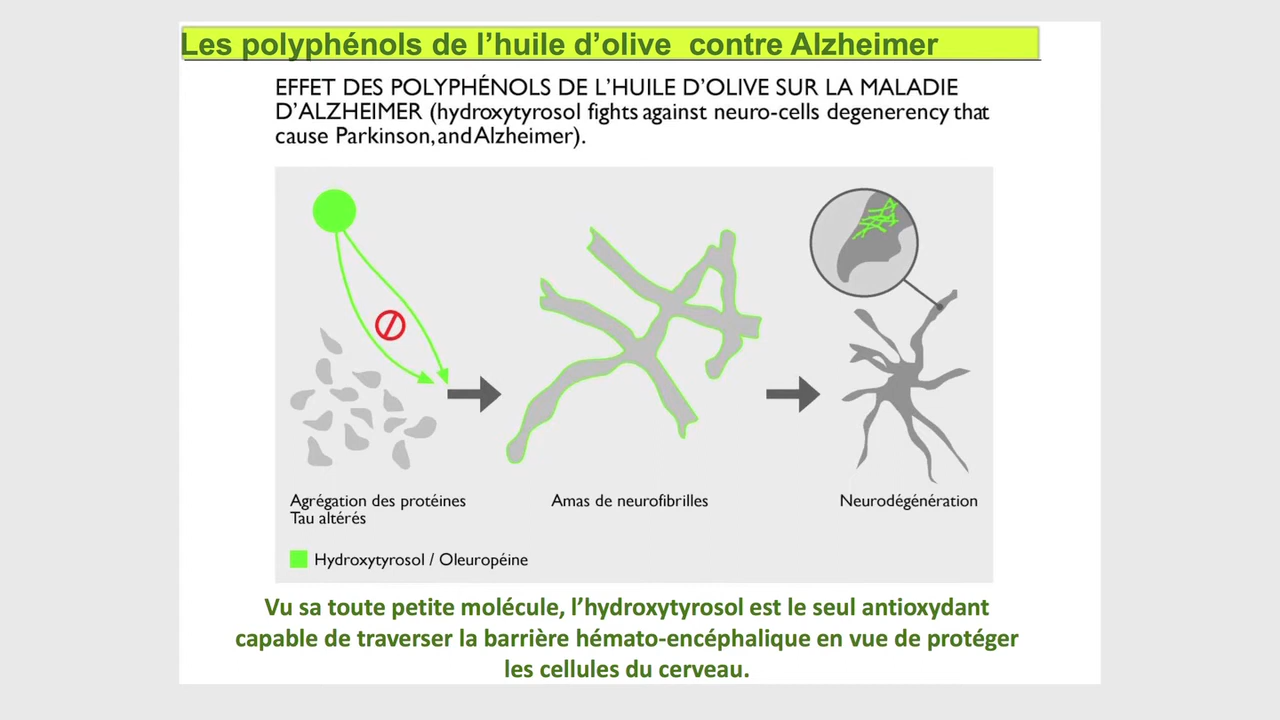 Les polyphénols de l’huile d’olive  contre Alzheimer
EFFET DES POLYPHÉNOLS DE L’HUILE D’OLIVE SUR LA MALADIE
D’ALZHEIMER (hydroxytyrosol fights against neuro-cells degenerency that
cause Parkinson, and Alzheimer).
Agrégation des protéines
Tau altérés
Amas de neurofibrilles
Neurodégénération
Hydroxytyrosol / Oleuropéine
Vu sa toute petite molécule, l’hydroxytyrosol est le seul antioxydant
capable de traverser la barrière hémato-encéphalique en vue de protéger
les cellules du cerveau.